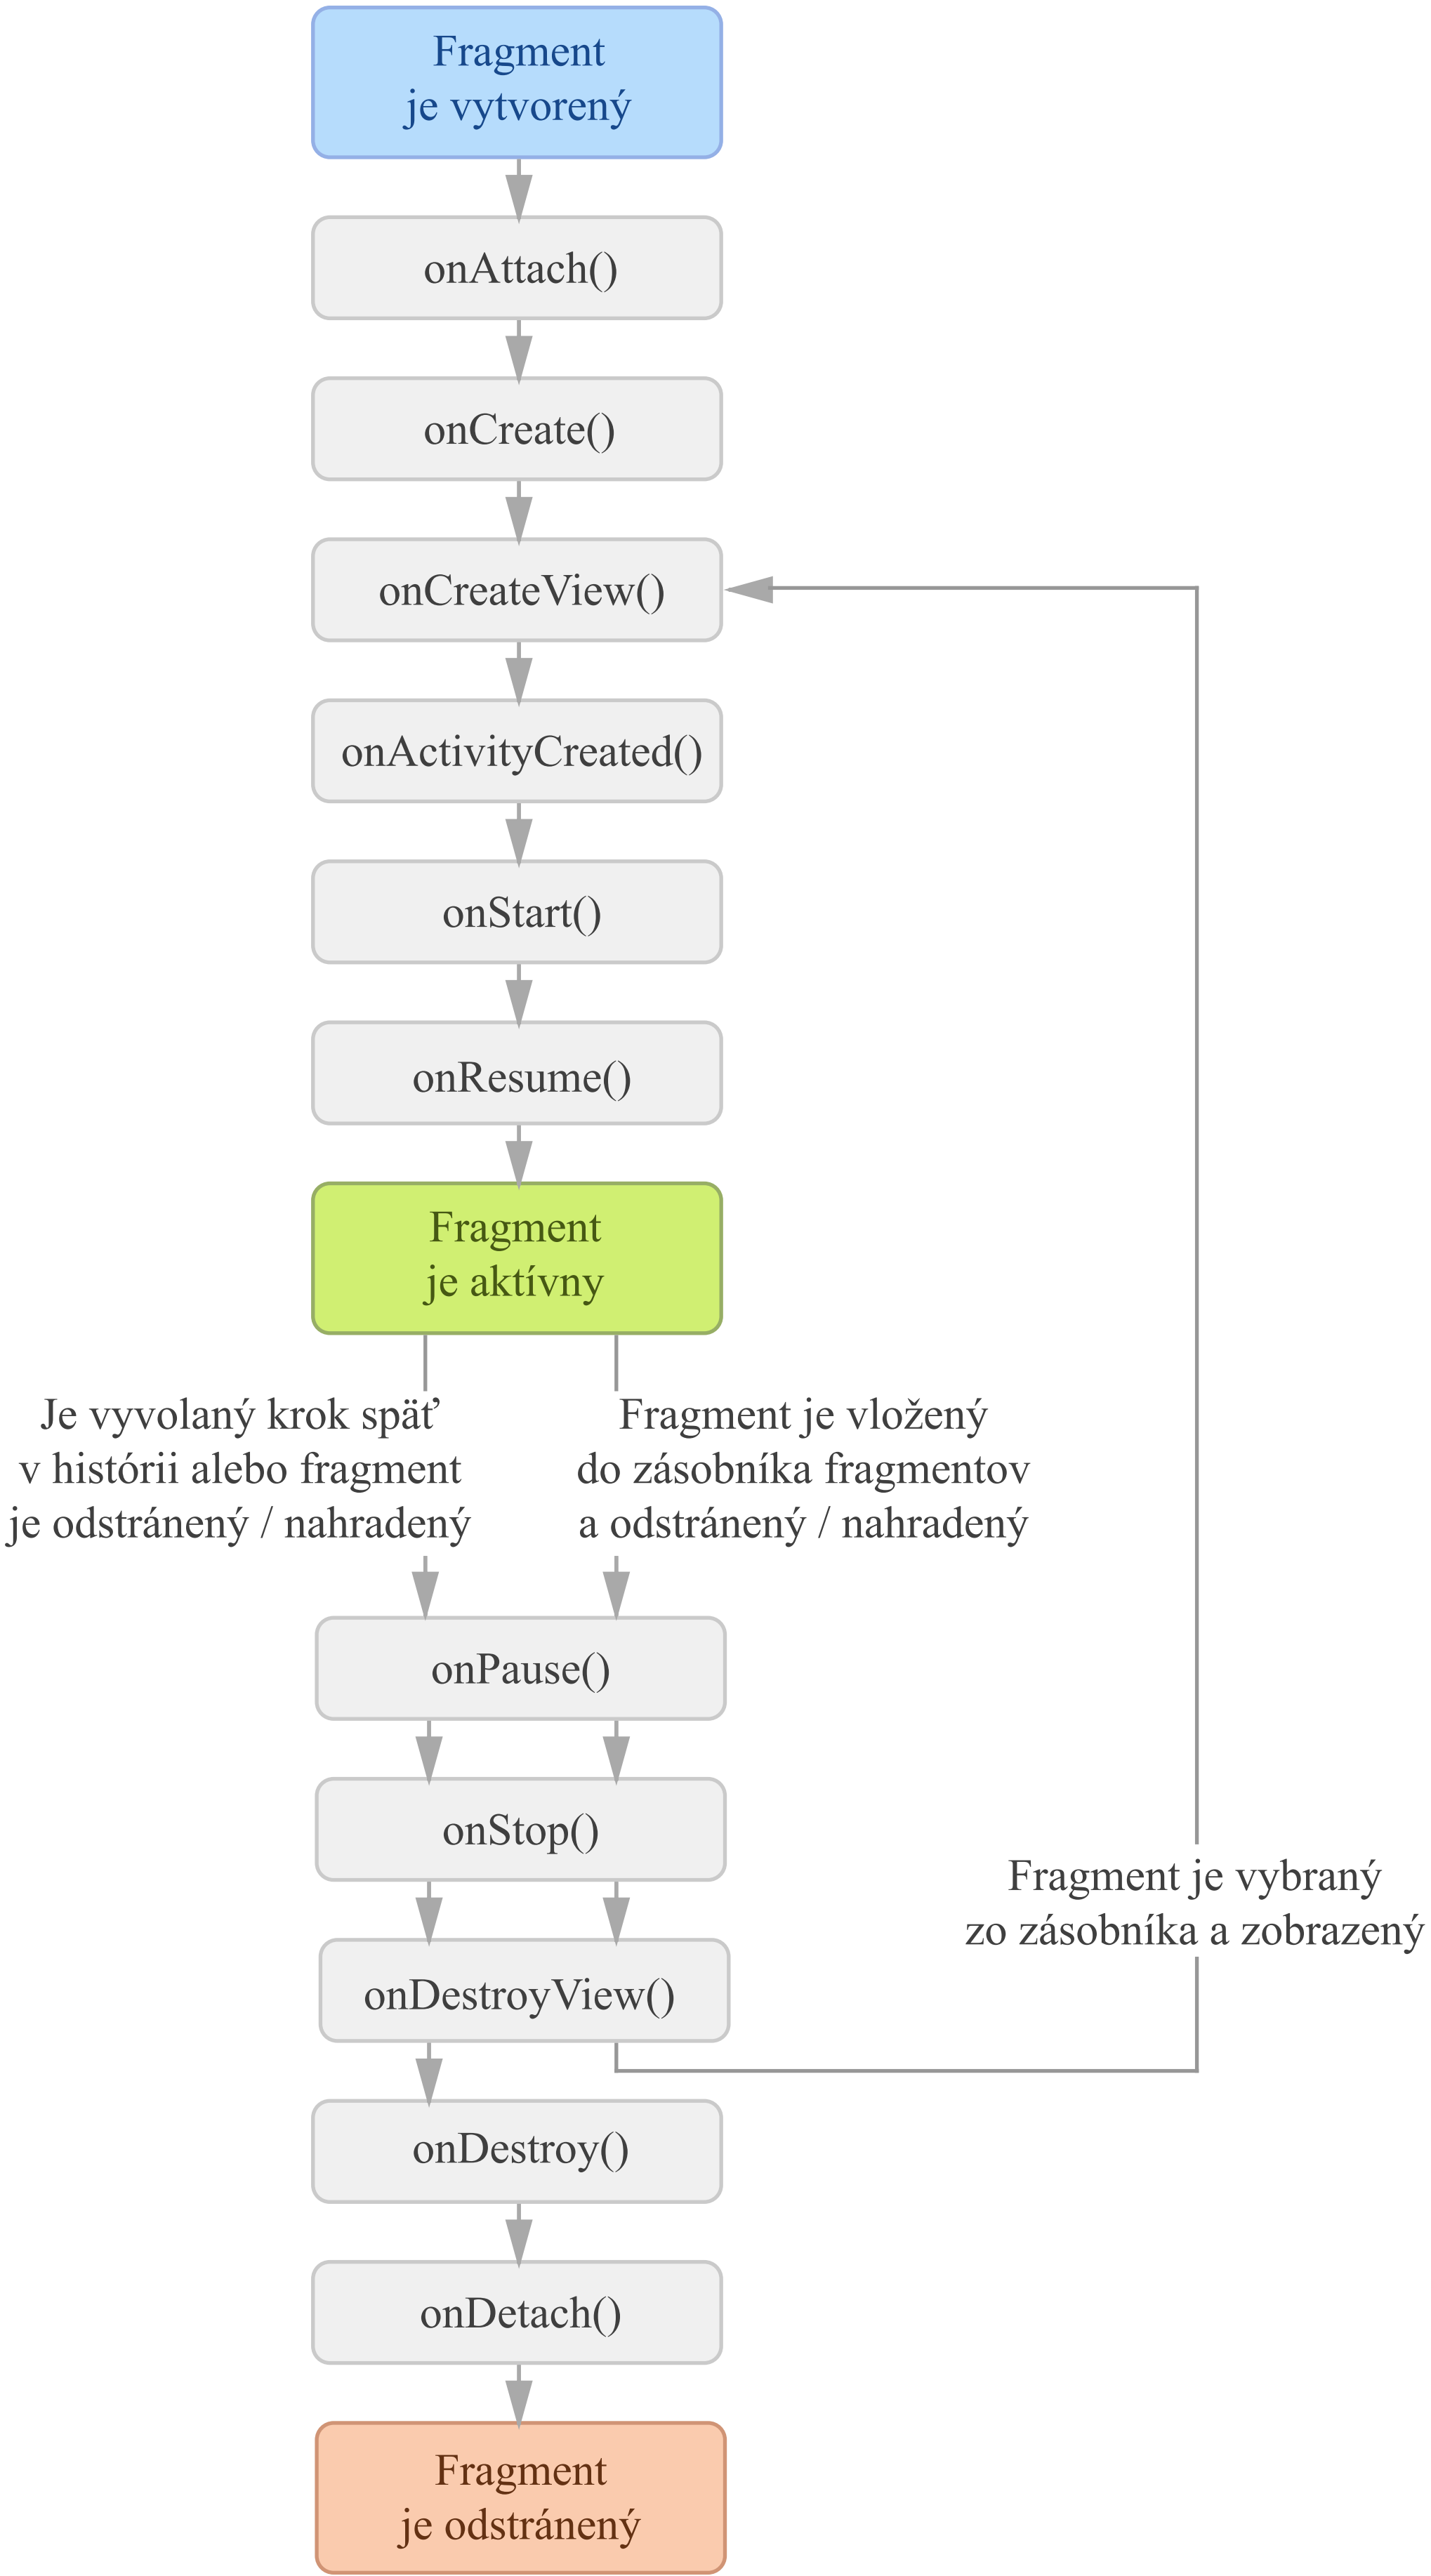 Fragment
je vytvorený
onAttach()
onCreate()
onCreateView()
onActivityCreated()
onStart()
onResume()
Fragment
je aktívny
Je vyvolaný krok späť
v histórii alebo fragment
je odstránený / nahradený
Fragment je vložený
do zásobníka fragmentov
a odstránený / nahradený
onPause()
onStop()
Fragment je vybraný
zo zásobníka a zobrazený
onDestroyView()
onDestroy()
onDetach()
Fragment
je odstránený